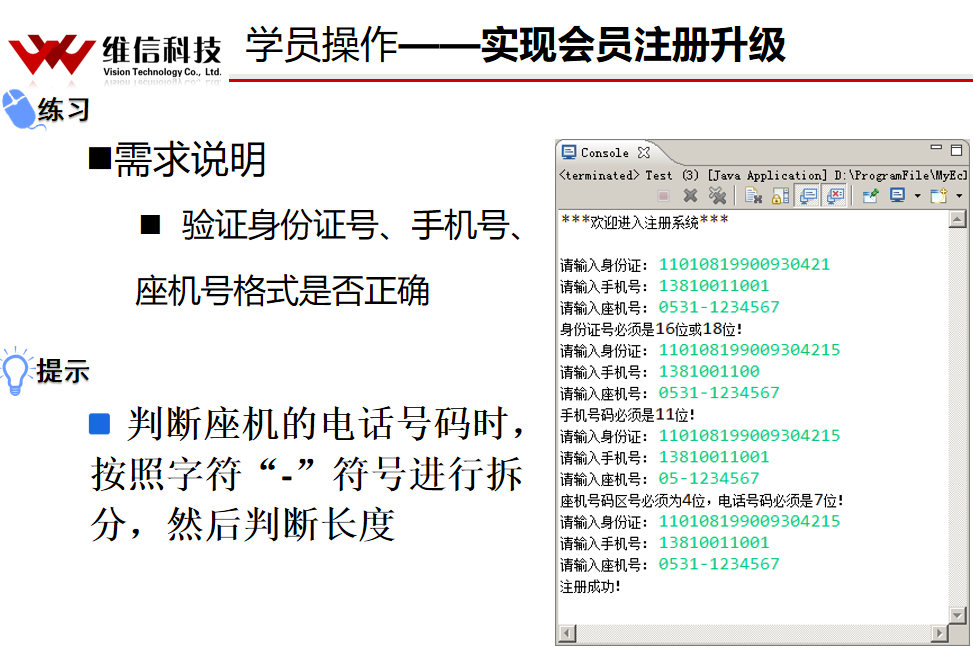 维信科技
Vision Technology Co., Ltd.
学员操作——实现会员注册升级
练习
需求说明
验证身份证号、手机号、
座机号格式是否正确
提示
判断座机的电话号码时，
按照字符“-”符号进行拆
分，然后判断长度
Console
<terminated> Test (3) [Java Application] D:\ProgramFile\MyEcl
***欢迎进入注册系统***
请输入身份证: 11010819900930421
请输入手机号: 13810011001
请输入座机号: 0531-1234567
身份证号必须是16位或18位!
请输入身份证: 110108199009304215
请输入手机号: 1381001100
请输入座机号: 0531-1234567
手机号码必须是11位!
请输入身份证: 110108199009304215
请输入手机号: 13810011001
请输入座机号: 05-1234567
座机号码区号必须为4位，电话号码必须是7位!
请输入身份证: 110108199009304215
请输入手机号: 13810011001
请输入座机号: 0531-1234567
注册成功!